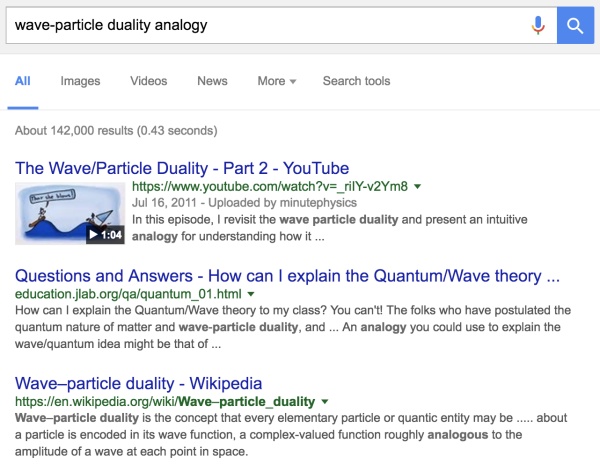 wave-particle duality analogy
All Images Videos News More Search tools
About 142,000 results (0.43 seconds)
The Wave/Particle Duality - Part 2 - YouTube
https://www.youtube.com/watch?v=_riIY-v2Ym8
Jul 16, 2011 - Uploaded by minutephysics
In this episode, I revisit the wave particle duality and present an intuitive
1:04
analogy for understanding how it ...
Questions and Answers - How can I explain the Quantum/Wave theory ...
education.jlab.org/qa/quantum_01.html
How can I explain the Quantum/Wave theory to my class? You can't! The folks who have postulated the
quantum nature of matter and wave-particle duality, and ... An analogy you could use to explain the
wave/quantum idea might be that of ...
Wave–particle duality - Wikipedia
https://en.wikipedia.org/wiki/Wave–particle_duality
Wave–particle duality is the concept that every elementary particle or quantic entity may be ..... about
a particle is encoded in its wave function, a complex-valued function roughly analogous to the
amplitude of a wave at each point in space.